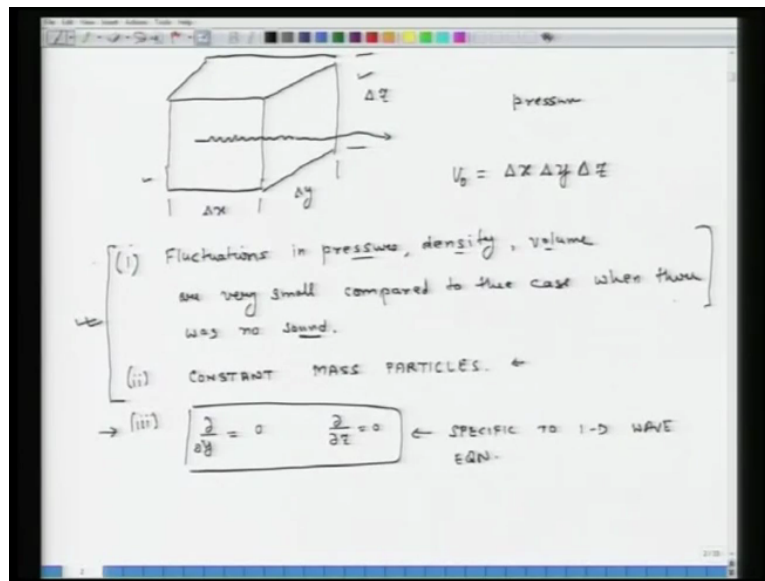 Δz
pressure
V₀ = Δx Δy Δz
Δy
Δx
(i) Fluctuations in pressure, density, volume
are very small compared to the case when there
was no sound.
(ii) CONSTANT MASS PARTICLES. ←
→ (iii) ∂/∂y = 0 ∂/∂z = 0 ← SPECIFIC TO 1-D WAVE
EQN.
2